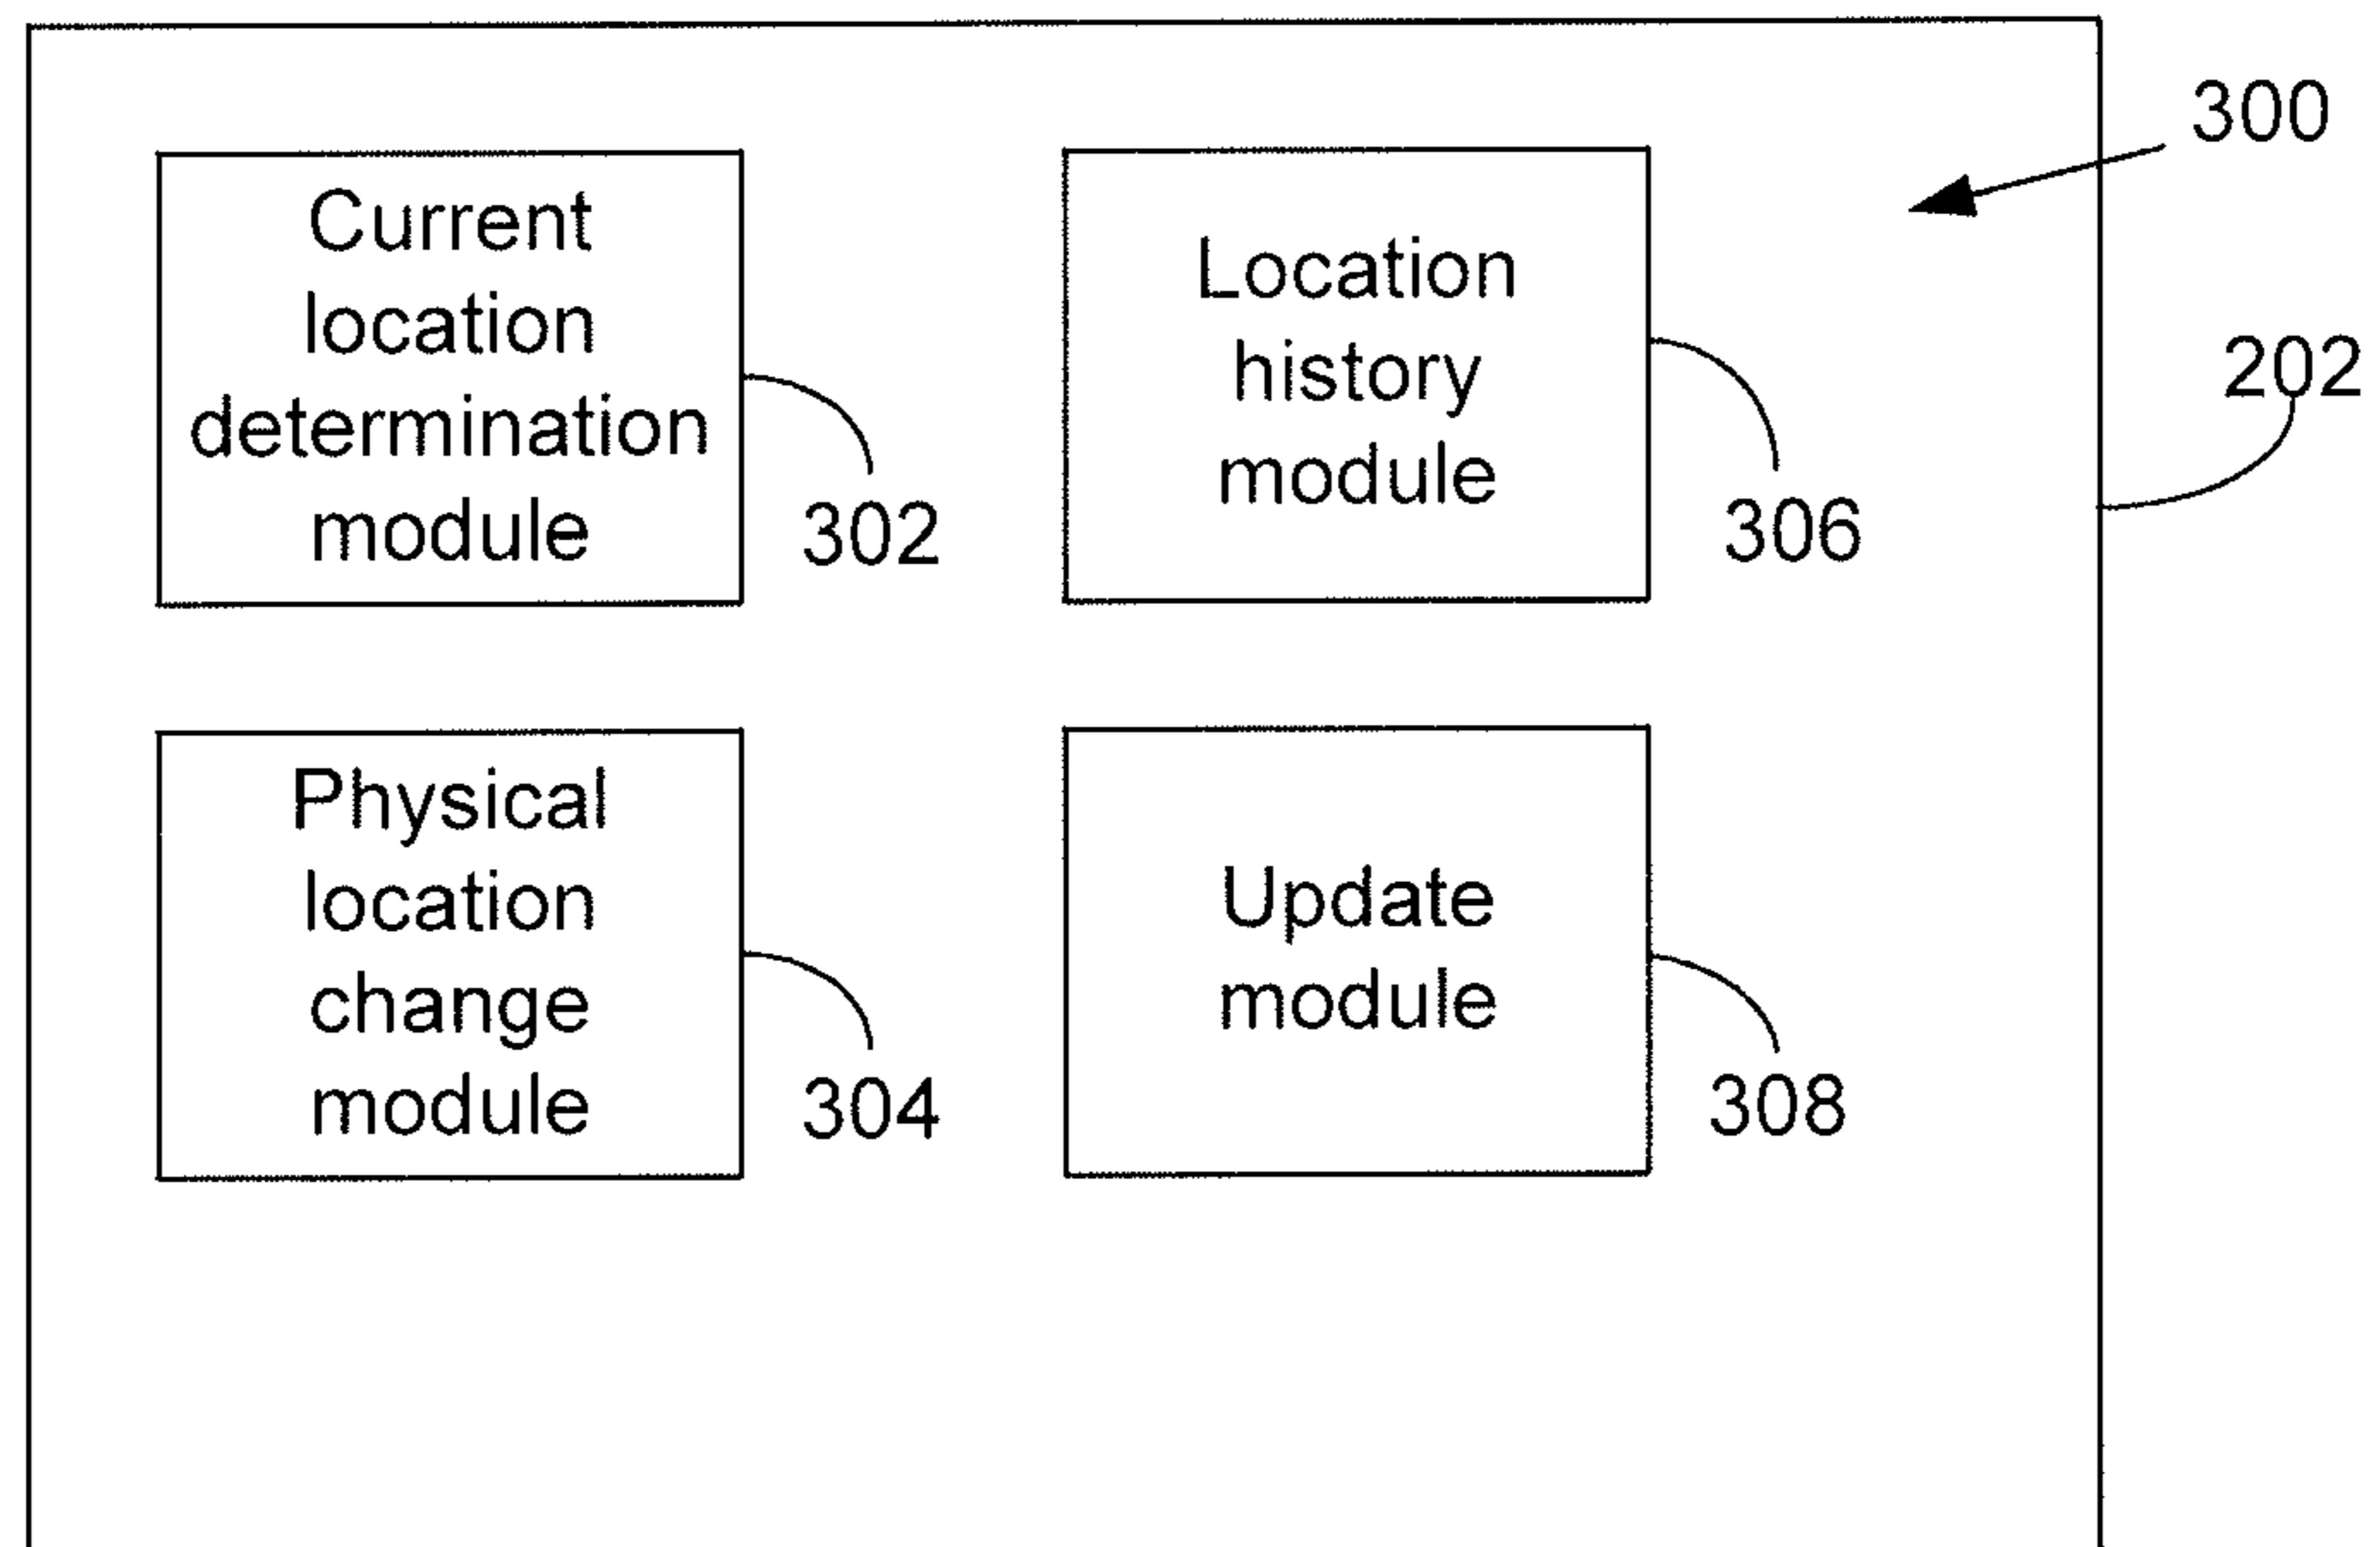 300
Current
location
determination
module
302
Location
history
module
306
202
Physical
location
change
module
304
Update
module
308